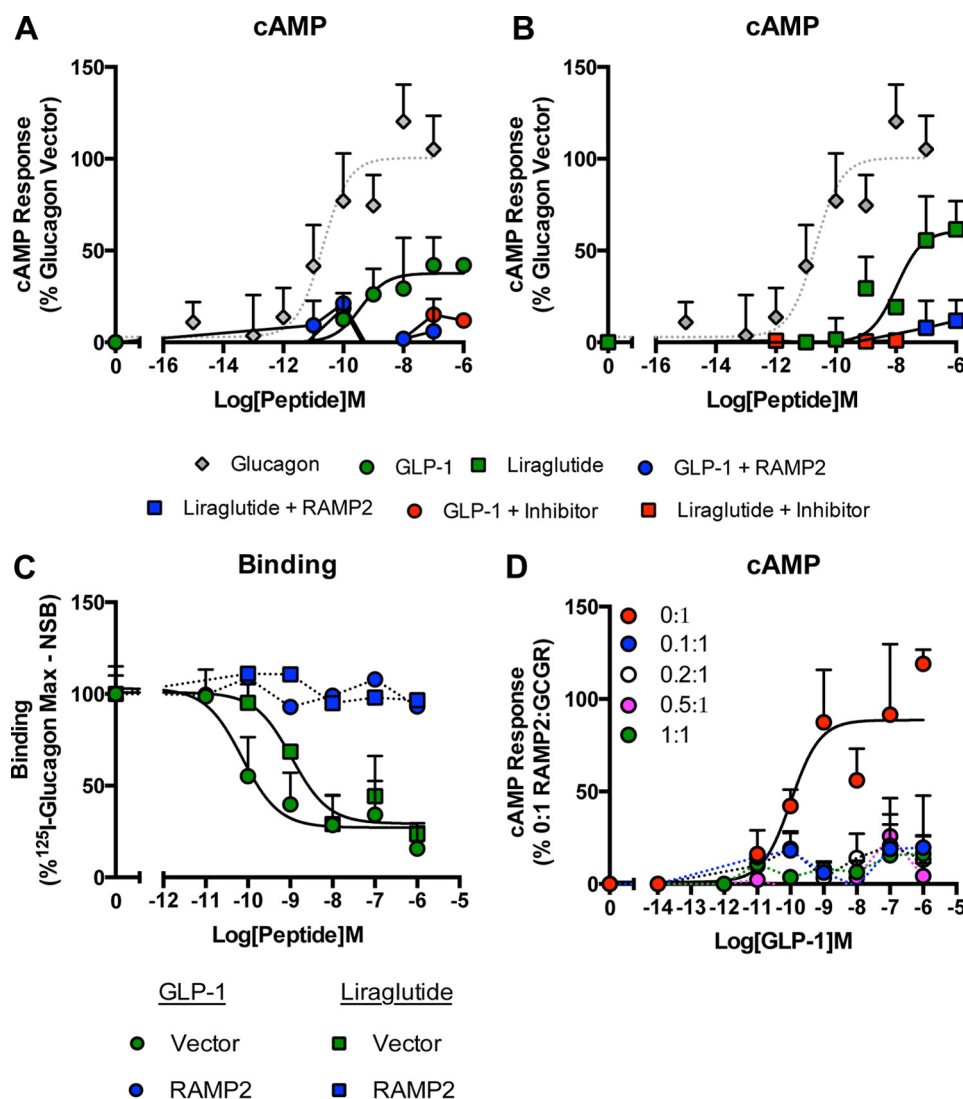 A
cAMP
cAMP Response
(% Glucagon Vector)
150
100
50
0
0 -16 -14 -12 -10 -8 -6
Log[Peptide]M
B
cAMP
cAMP Response
(% Glucagon Vector)
150
100
50
0
0 -16 -14 -12 -10 -8 -6
Log[Peptide]M
Glucagon GLP-1 Liraglutide GLP-1 + RAMP2
Liraglutide + RAMP2 GLP-1 + Inhibitor Liraglutide + Inhibitor
C
Binding
Binding
(%¹²⁵I-Glucagon Max - NSB)
150
100
50
0
0 -12 -11 -10 -9 -8 -7 -6 -5
Log[Peptide]M
GLP-1 Liraglutide
Vector Vector
RAMP2 RAMP2
D
cAMP
cAMP Response
(% 0:1 RAMP2:GCGR)
150
100
50
0
0:1
0.1:1
0.2:1
0.5:1
1:1
0 -14 -13 -12 -11 -10 -9 -8 -7 -6 -5
Log[GLP-1]M